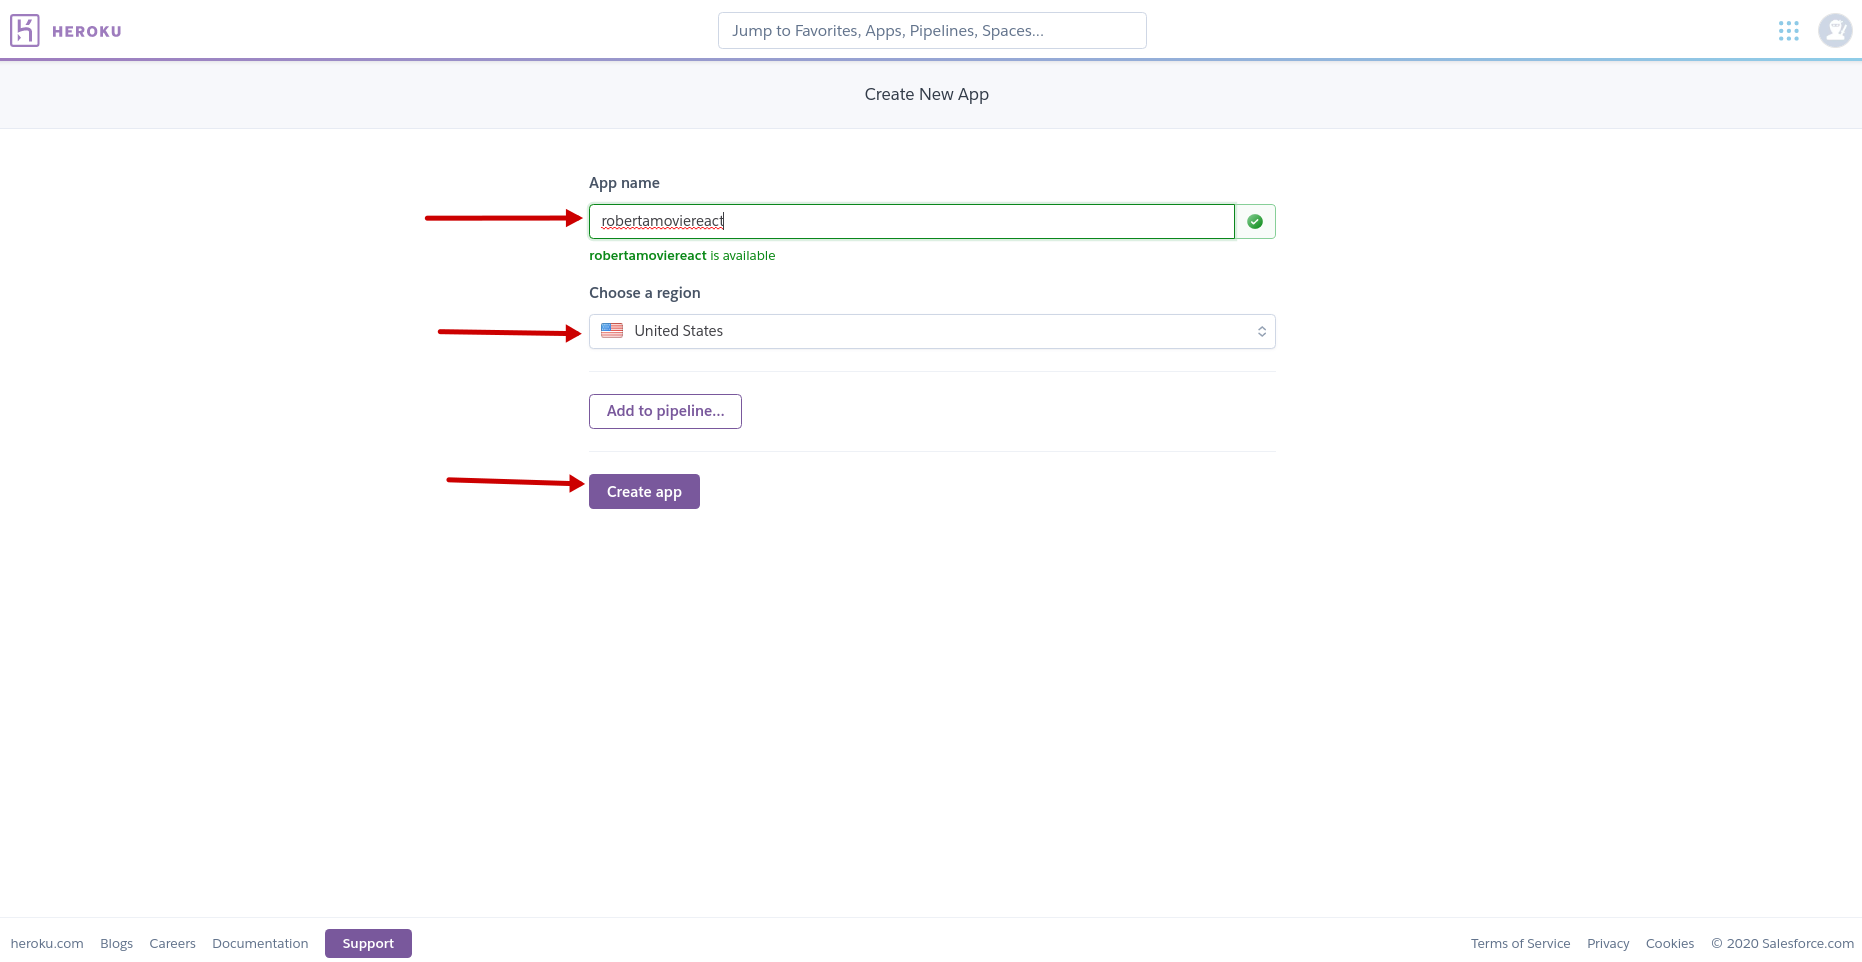 HEROKU
Jump to Favorites, Apps, Pipelines, Spaces...
Create New App
App name
robertamoviereact
robertamoviereact is available
Choose a region
United States
Add to pipeline...
Create app
heroku.com Blogs Careers Documentation Support Terms of Service Privacy Cookies © 2020 Salesforce.com